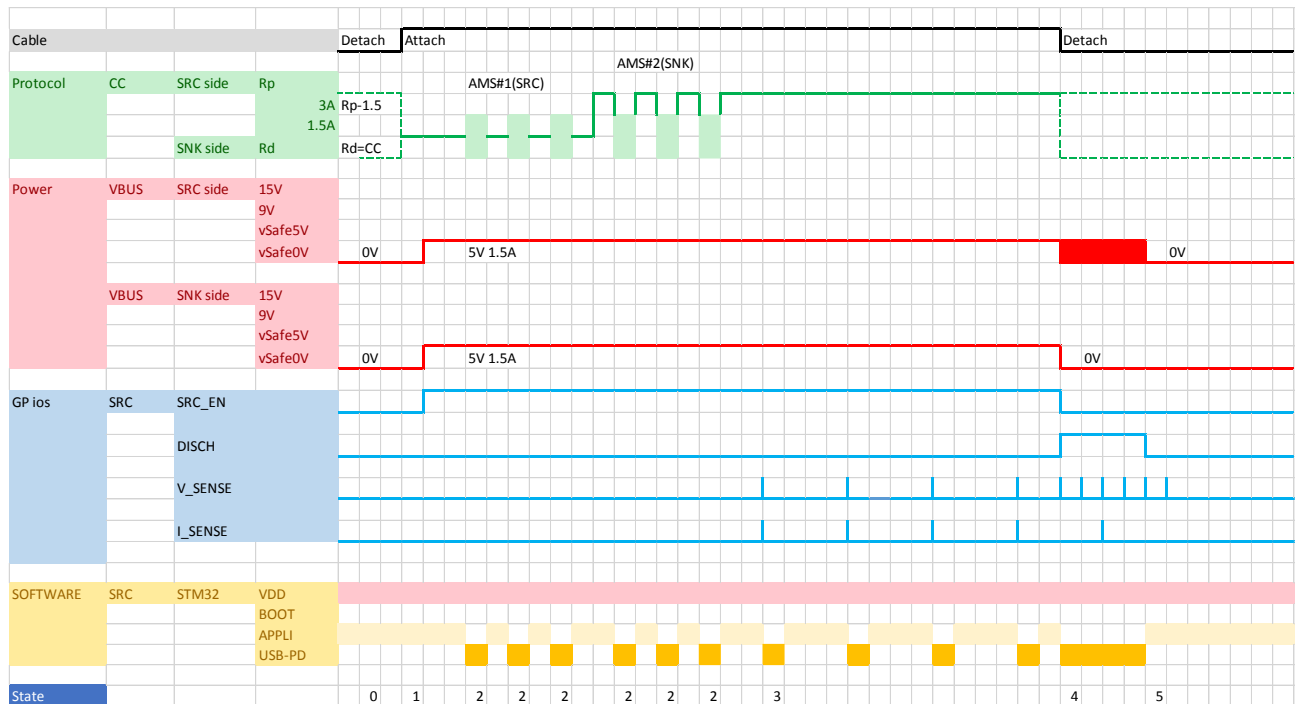 Cable Detach Attach Detach
AMS#2(SNK)
Protocol CC SRC side Rp AMS#1(SRC)
3A Rp-1.5
1.5A
SNK side Rd Rd=CC
Power VBUS SRC side 15V
9V
vSafe5V
vSafe0V 0V 5V 1.5A 0V
VBUS SNK side 15V
9V
vSafe5V
vSafe0V 0V 5V 1.5A 0V
GP ios SRC SRC_EN
DISCH
V_SENSE
I_SENSE
SOFTWARE SRC STM32 VDD
BOOT
APPLI
USB-PD
State 0 1 2 2 2 2 2 2 3 4 5